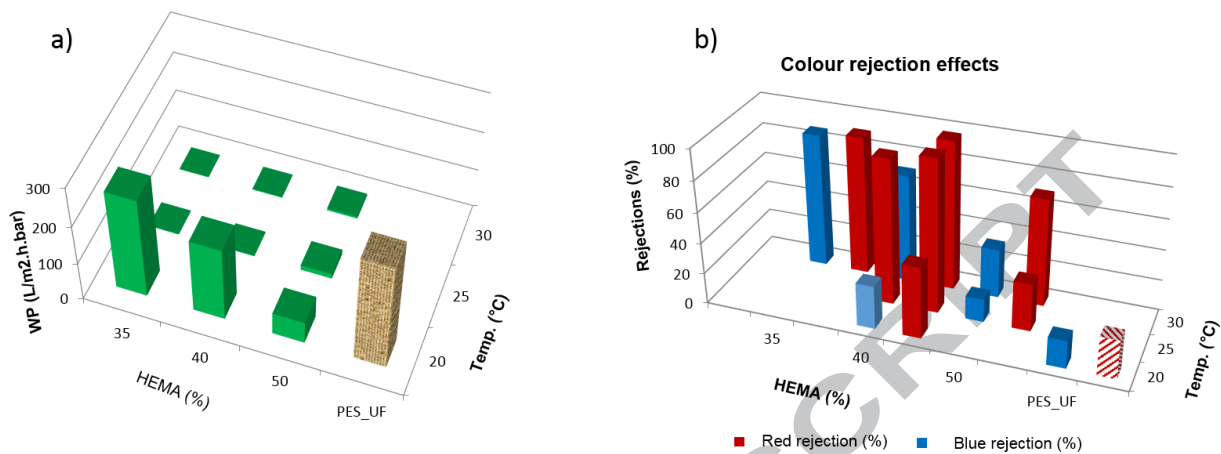 a)
300
200
100
0
WP (L/m2.h.bar)
35
40
50
PES_UF
HEMA (%)
20
25
30
Temp. (°C)
b)
Colour rejection effects
100
80
60
40
20
0
Rejections (%)
35
40
50
PES_UF
HEMA (%)
20
25
30
Temp. (°C)
Red rejection (%)
Blue rejection (%)
CCRIPT